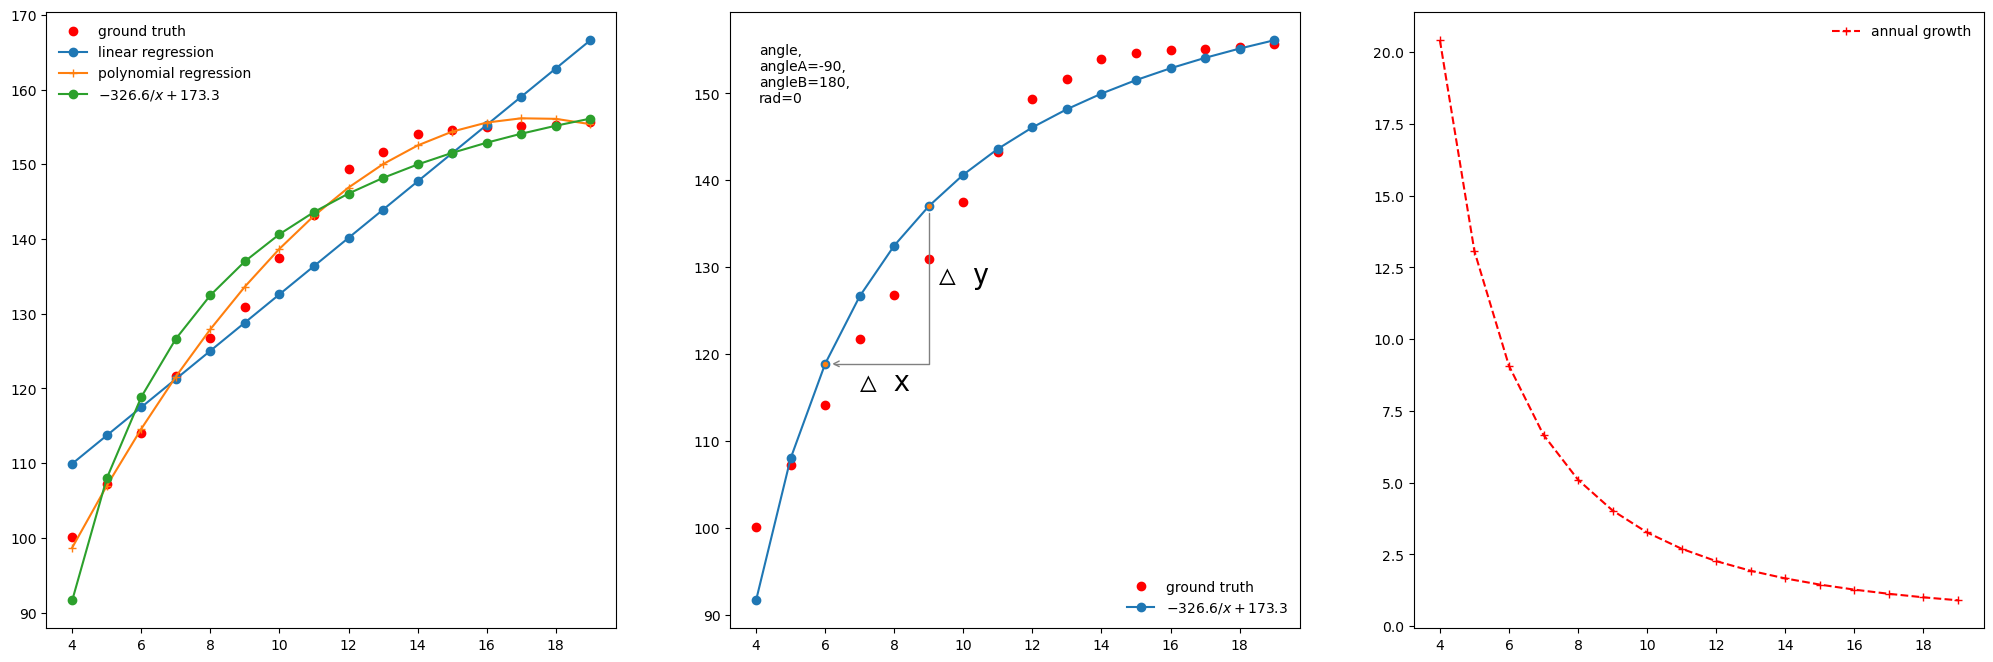 170
160
150
140
130
120
110
100
90
4 6 8 10 12 14 16 18
ground truth
linear regression
polynomial regression
−326.6/x + 173.3
150
140
130
120
110
100
90
4 6 8 10 12 14 16 18
angle,
angleA=-90,
angleB=180,
rad=0
△ y
△ x
ground truth
−326.6/x + 173.3
20.0
17.5
15.0
12.5
10.0
7.5
5.0
2.5
0.0
4 6 8 10 12 14 16 18
annual growth